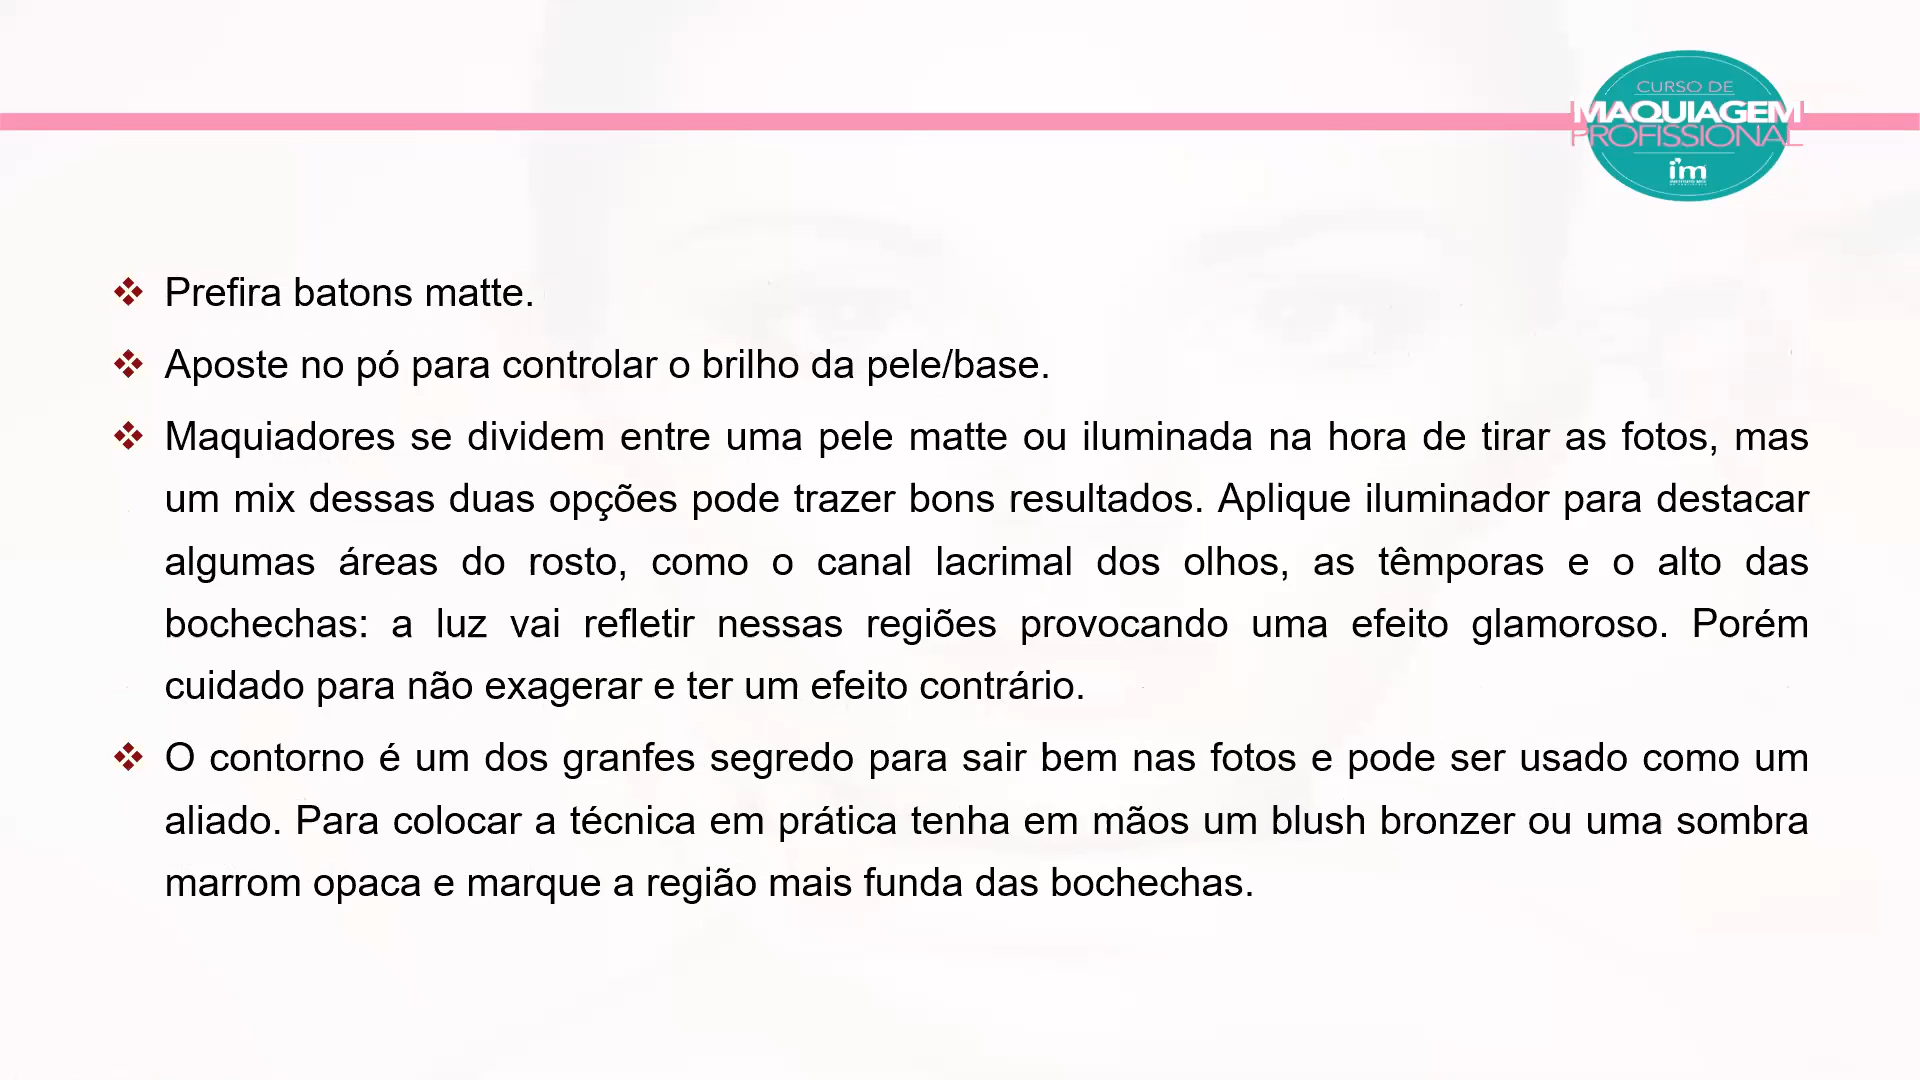 CURSO DE
MAQUIAGEM
PROFISSIONAL
im
Prefira batons matte.
Aposte no pó para controlar o brilho da pele/base.
Maquiadores se dividem entre uma pele matte ou iluminada na hora de tirar as fotos, mas
um mix dessas duas opções pode trazer bons resultados. Aplique iluminador para destacar
algumas áreas do rosto, como o canal lacrimal dos olhos, as têmporas e o alto das
bochechas: a luz vai refletir nessas regiões provocando uma efeito glamoroso. Porém
cuidado para não exagerar e ter um efeito contrário.
O contorno é um dos granfes segredo para sair bem nas fotos e pode ser usado como um
aliado. Para colocar a técnica em prática tenha em mãos um blush bronzer ou uma sombra
marrom opaca e marque a região mais funda das bochechas.